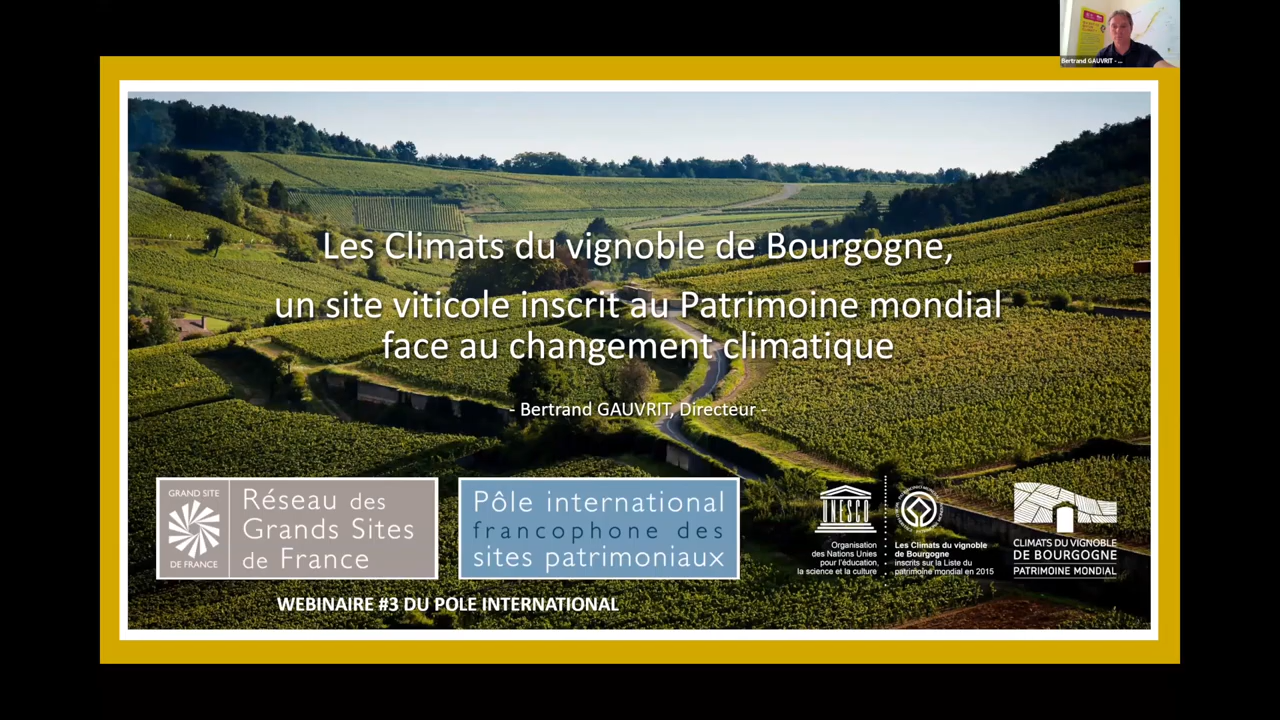 Bertrand GAUVRIT - ...
Les Climats du vignoble de Bourgogne,
un site viticole inscrit au Patrimoine mondial
face au changement climatique
- Bertrand GAUVRIT, Directeur -
GRAND SITE
DE FRANCE
Réseau des
Grands Sites
de France
Pôle international
francophone des
sites patrimoniaux
UNESCO
Organisation
des Nations Unies
pour l'éducation,
la science et la culture
Les Climats du vignoble
de Bourgogne
inscrits sur la Liste du
patrimoine mondial en 2015
CLIMATS DU VIGNOBLE
DE BOURGOGNE
PATRIMOINE MONDIAL
WEBINAIRE #3 DU POLE INTERNATIONAL